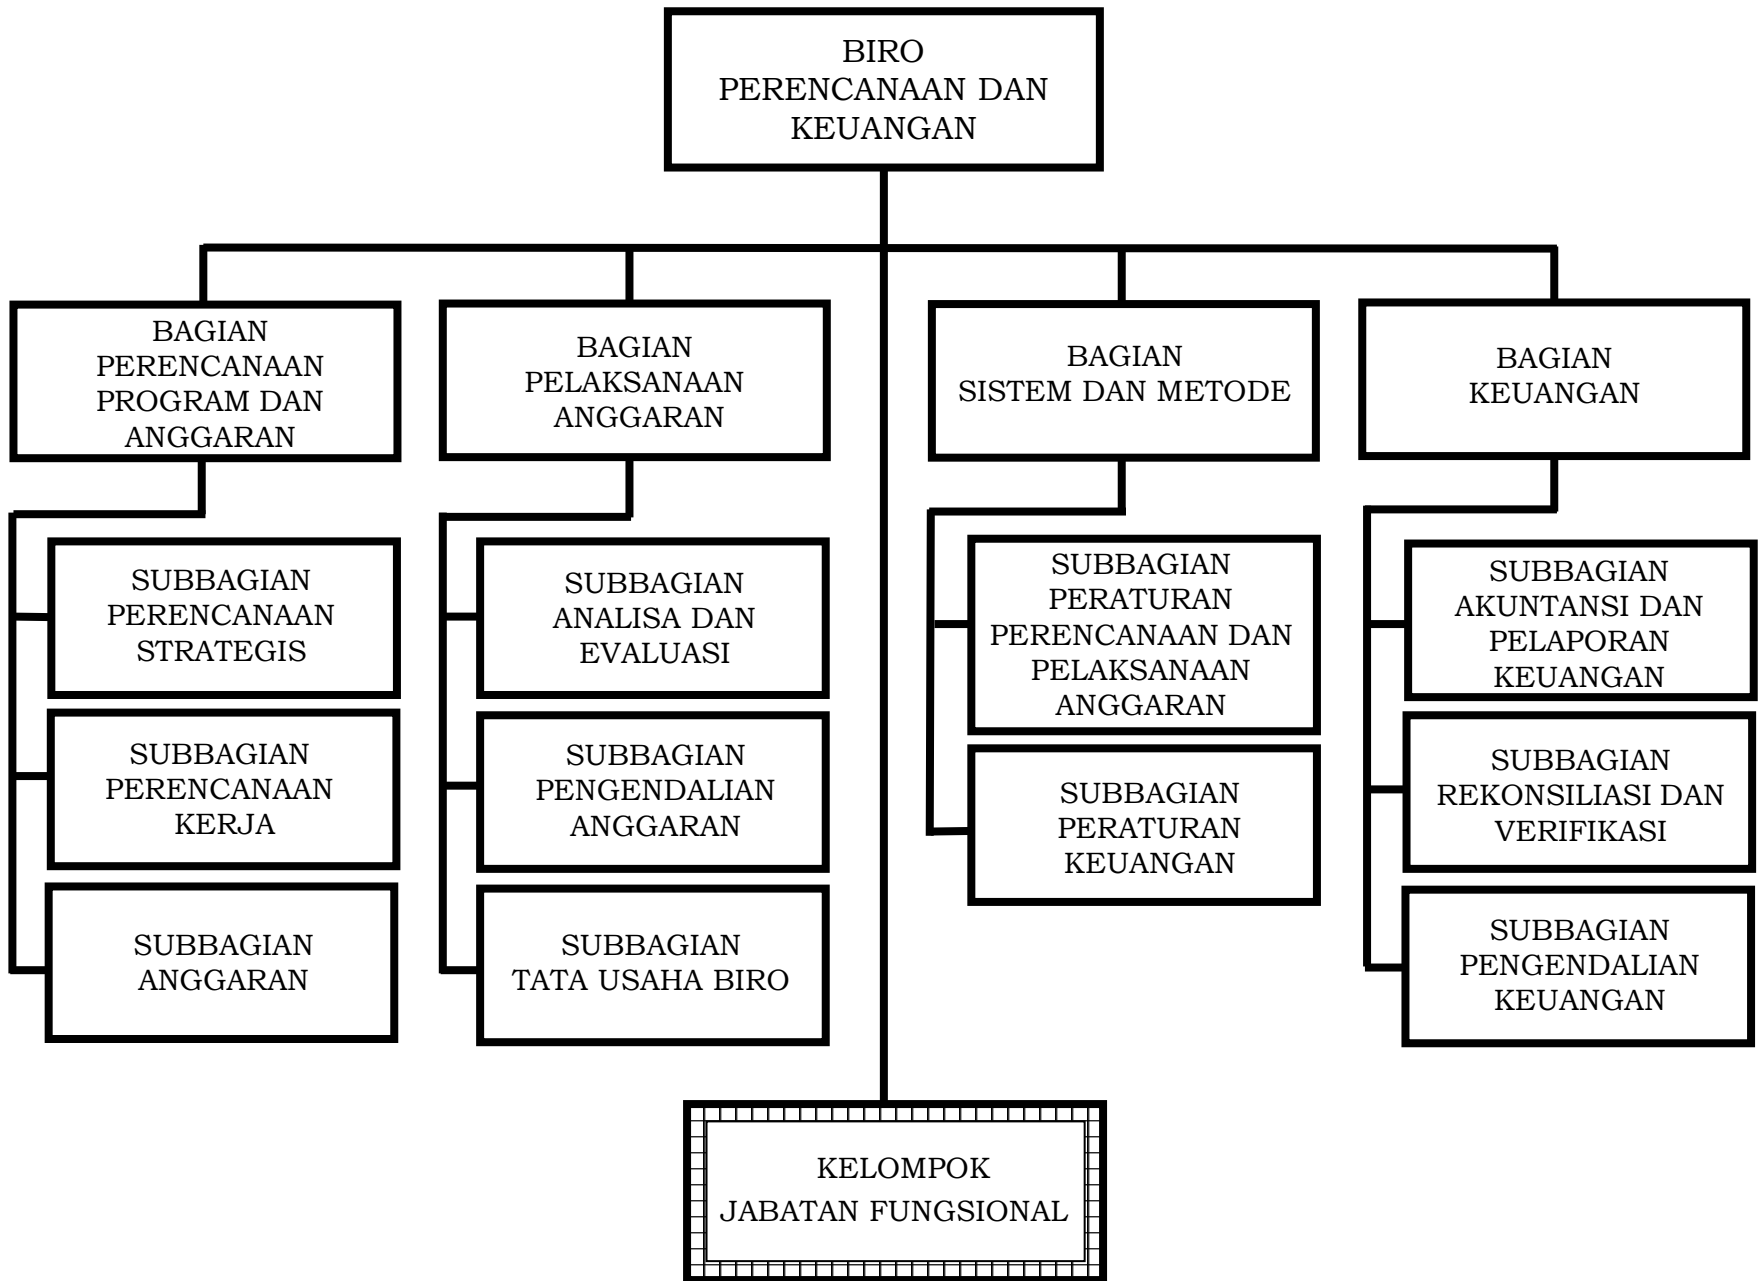 BIRO
PERENCANAAN DAN
KEUANGAN
BAGIAN
PERENCANAAN
PROGRAM DAN
ANGGARAN
BAGIAN
PELAKSANAAN
ANGGARAN
BAGIAN
SISTEM DAN METODE
BAGIAN
KEUANGAN
SUBBAGIAN
PERENCANAAN
STRATEGIS
SUBBAGIAN
PERENCANAAN
KERJA
SUBBAGIAN
ANGGARAN
SUBBAGIAN
ANALISA DAN
EVALUASI
SUBBAGIAN
PENGENDALIAN
ANGGARAN
SUBBAGIAN
TATA USAHA BIRO
SUBBAGIAN
PERATURAN
PERENCANAAN DAN
PELAKSANAAN
ANGGARAN
SUBBAGIAN
PERATURAN
KEUANGAN
SUBBAGIAN
AKUNTANSI DAN
PELAPORAN
KEUANGAN
SUBBAGIAN
REKONSILIASI DAN
VERIFIKASI
SUBBAGIAN
PENGENDALIAN
KEUANGAN
KELOMPOK
JABATAN FUNGSIONAL